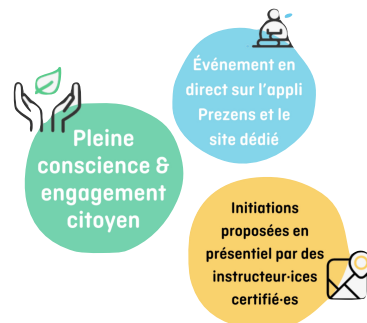 Événement en
direct sur l'appli
Prezens et le
site dédié
Pleine
conscience &
engagement
citoyen
Initiations
proposées en
présentiel par des
instructeur·ices
certifié·es